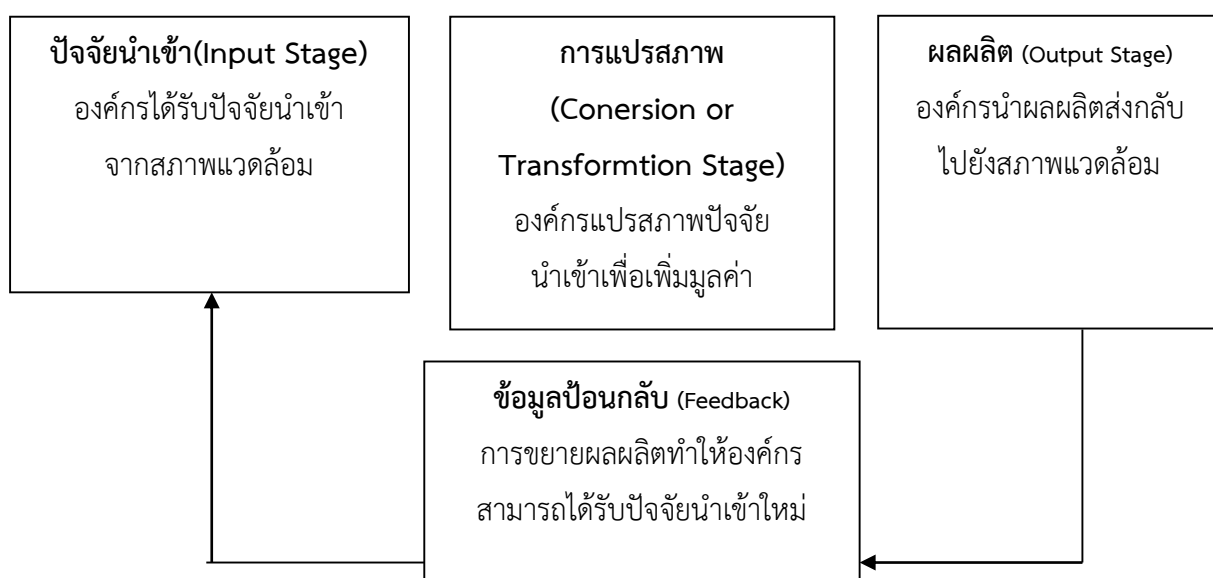 ปัจจัยนำเข้า(Input Stage)
องค์กรได้รับปัจจัยนำเข้า
จากสภาพแวดล้อม
การแปรสภาพ
(Conersion or
Transformtion Stage)
องค์กรแปรสภาพปัจจัย
นำเข้าเพื่อเพิ่มมูลค่า
ผลผลิต (Output Stage)
องค์กรนำผลผลิตส่งกลับ
ไปยังสภาพแวดล้อม
ข้อมูลป้อนกลับ (Feedback)
การขยายผลผลิตทำให้องค์กร
สามารถได้รับปัจจัยนำเข้าใหม่